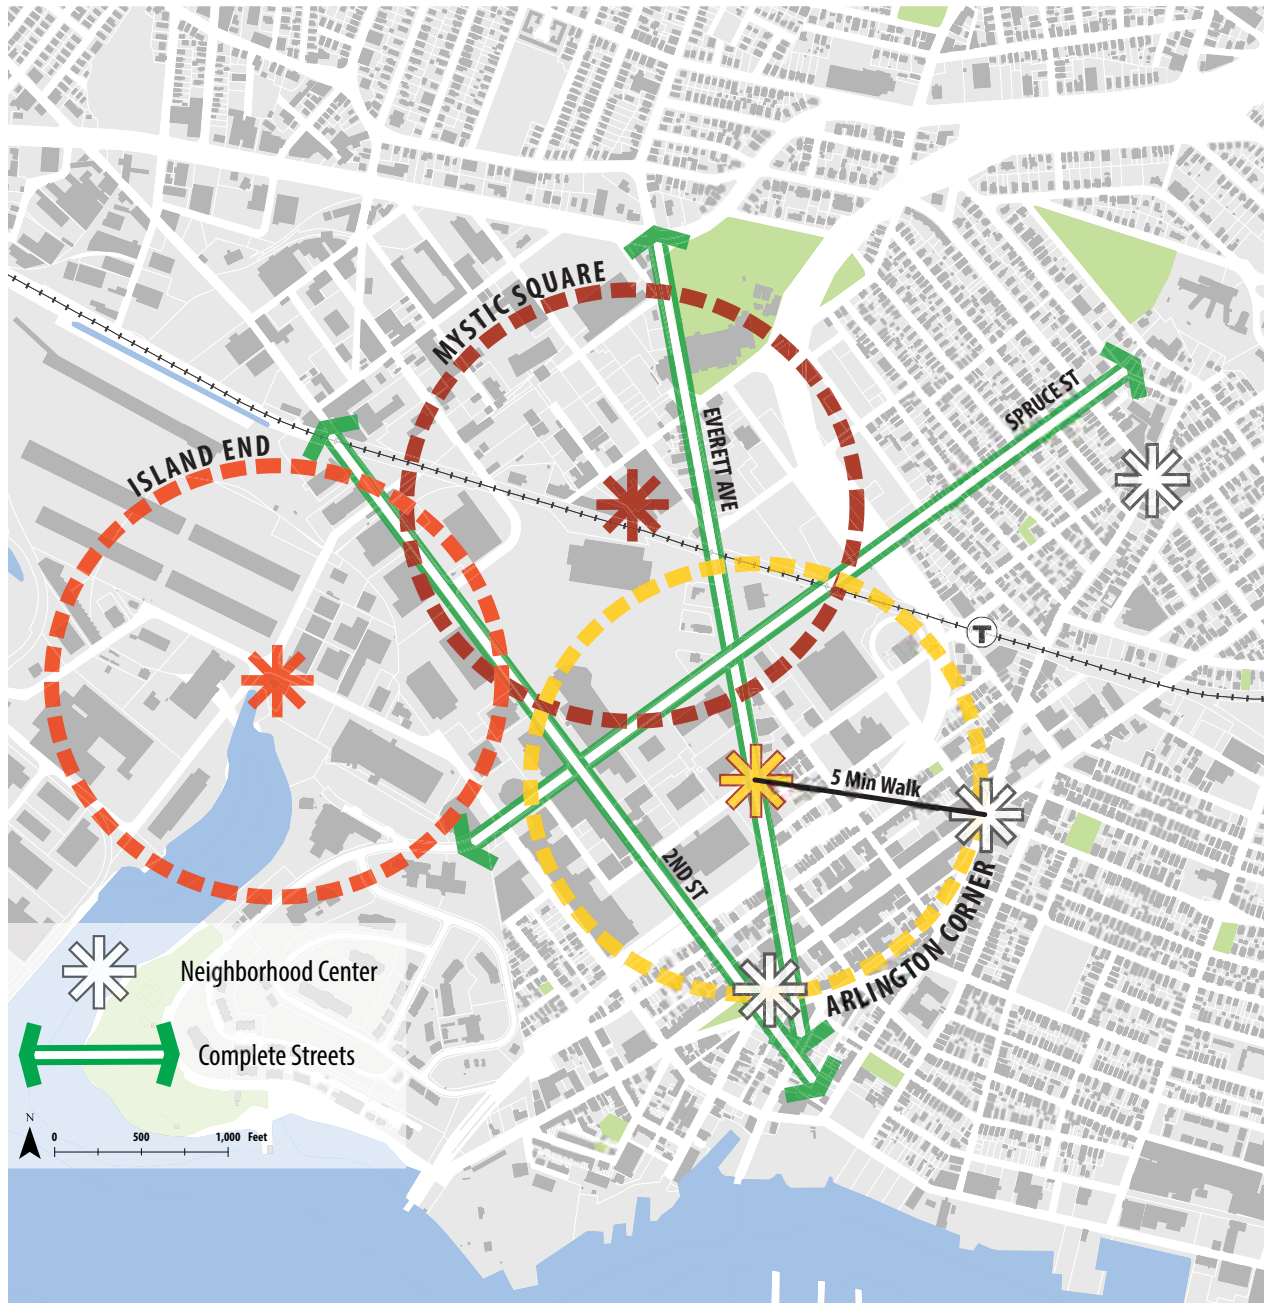 MYSTIC SQUARE
ISLAND END
EVERETT AVE
SPRUCE ST
T
5 Min Walk
2ND ST
ARLINGTON CORNER
Neighborhood Center
Complete Streets
N
0 500 1,000 Feet